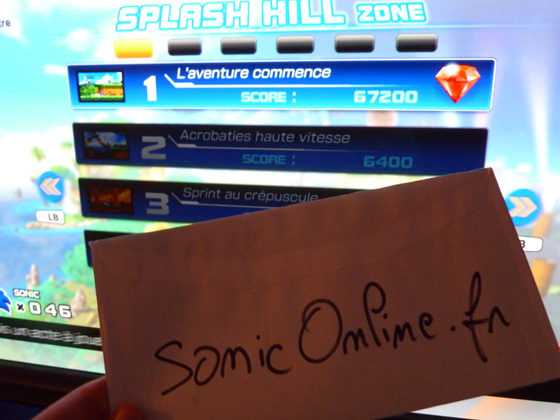 SPLASH HILL ZONE
1 L'aventure commence
SCORE : 67200
2 Acrobaties haute vitesse
SCORE : 6400
3 Sprint au crépuscule
LB
SONIC
×046
SonicOnline.fr